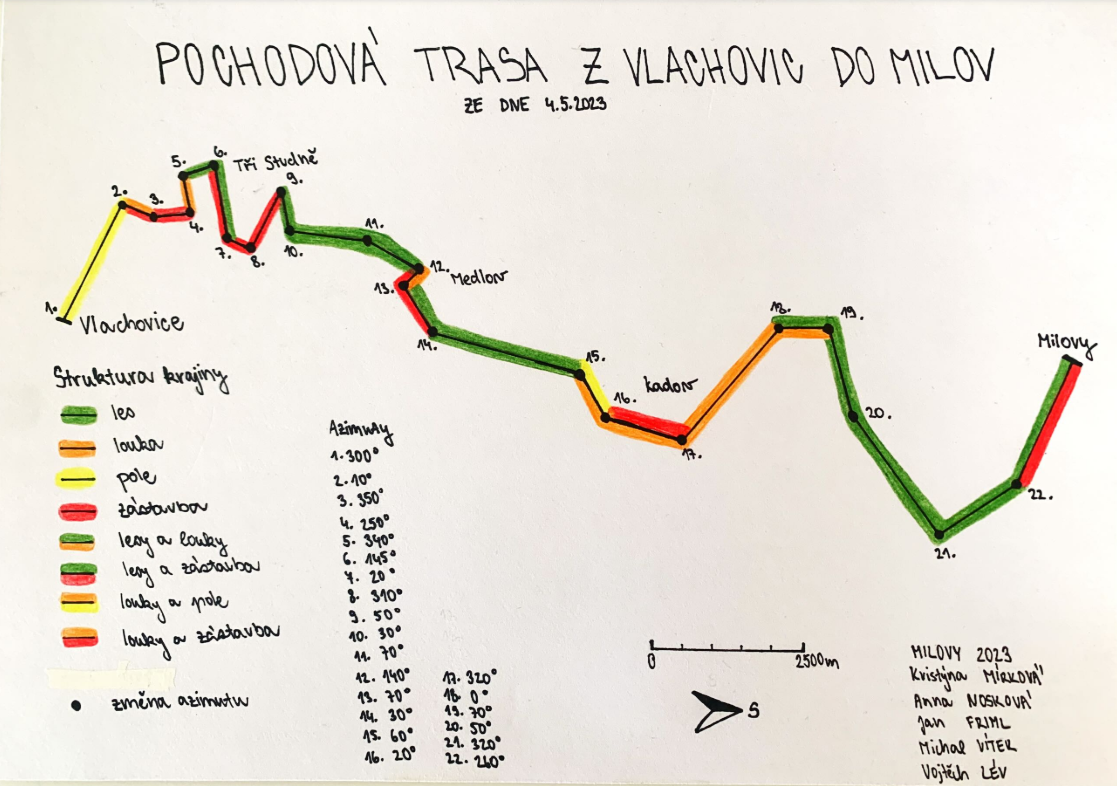 POCHODOVÁ TRASA Z VLACHOVIC DO MILOV
ZE DNE 4.5.2023
1.
Vlachovice
2.
3.
4.
5.
6.
Tři Studně
7.
8.
9.
10.
11.
12.
Medlov
13.
14.
15.
16.
Kadov
17.
18.
19.
20.
21.
22.
Milovy
Struktura krajiny
les
louka
pole
zástavba
lesy a louky
lesy a zástavba
louky a pole
louky a zástavba
změna azimutu
Azimuty
1. 300°
2. 10°
3. 350°
4. 250°
5. 340°
6. 145°
7. 20°
8. 310°
9. 50°
10. 30°
11. 70°
12. 140°
13. 70°
14. 30°
15. 60°
16. 20°
17. 320°
18. 0°
19. 70°
20. 50°
21. 320°
22. 260°
0 2500m
S
MILOVY 2023
Kristýna MÍRKOVÁ
Anna NOSKOVÁ
Jan FRIML
Michal VÍTEK
Vojtěch LÉV